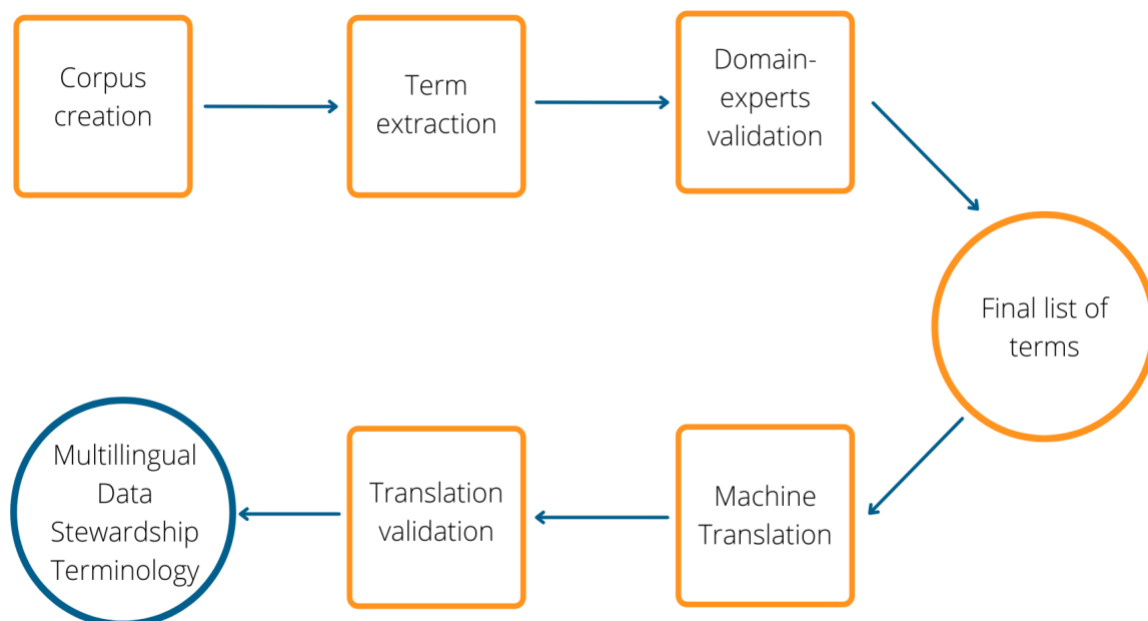 Corpus
creation
Term
extraction
Domain-
experts
validation
Final list of
terms
Machine
Translation
Translation
validation
Multillingual
Data
Stewardship
Terminology